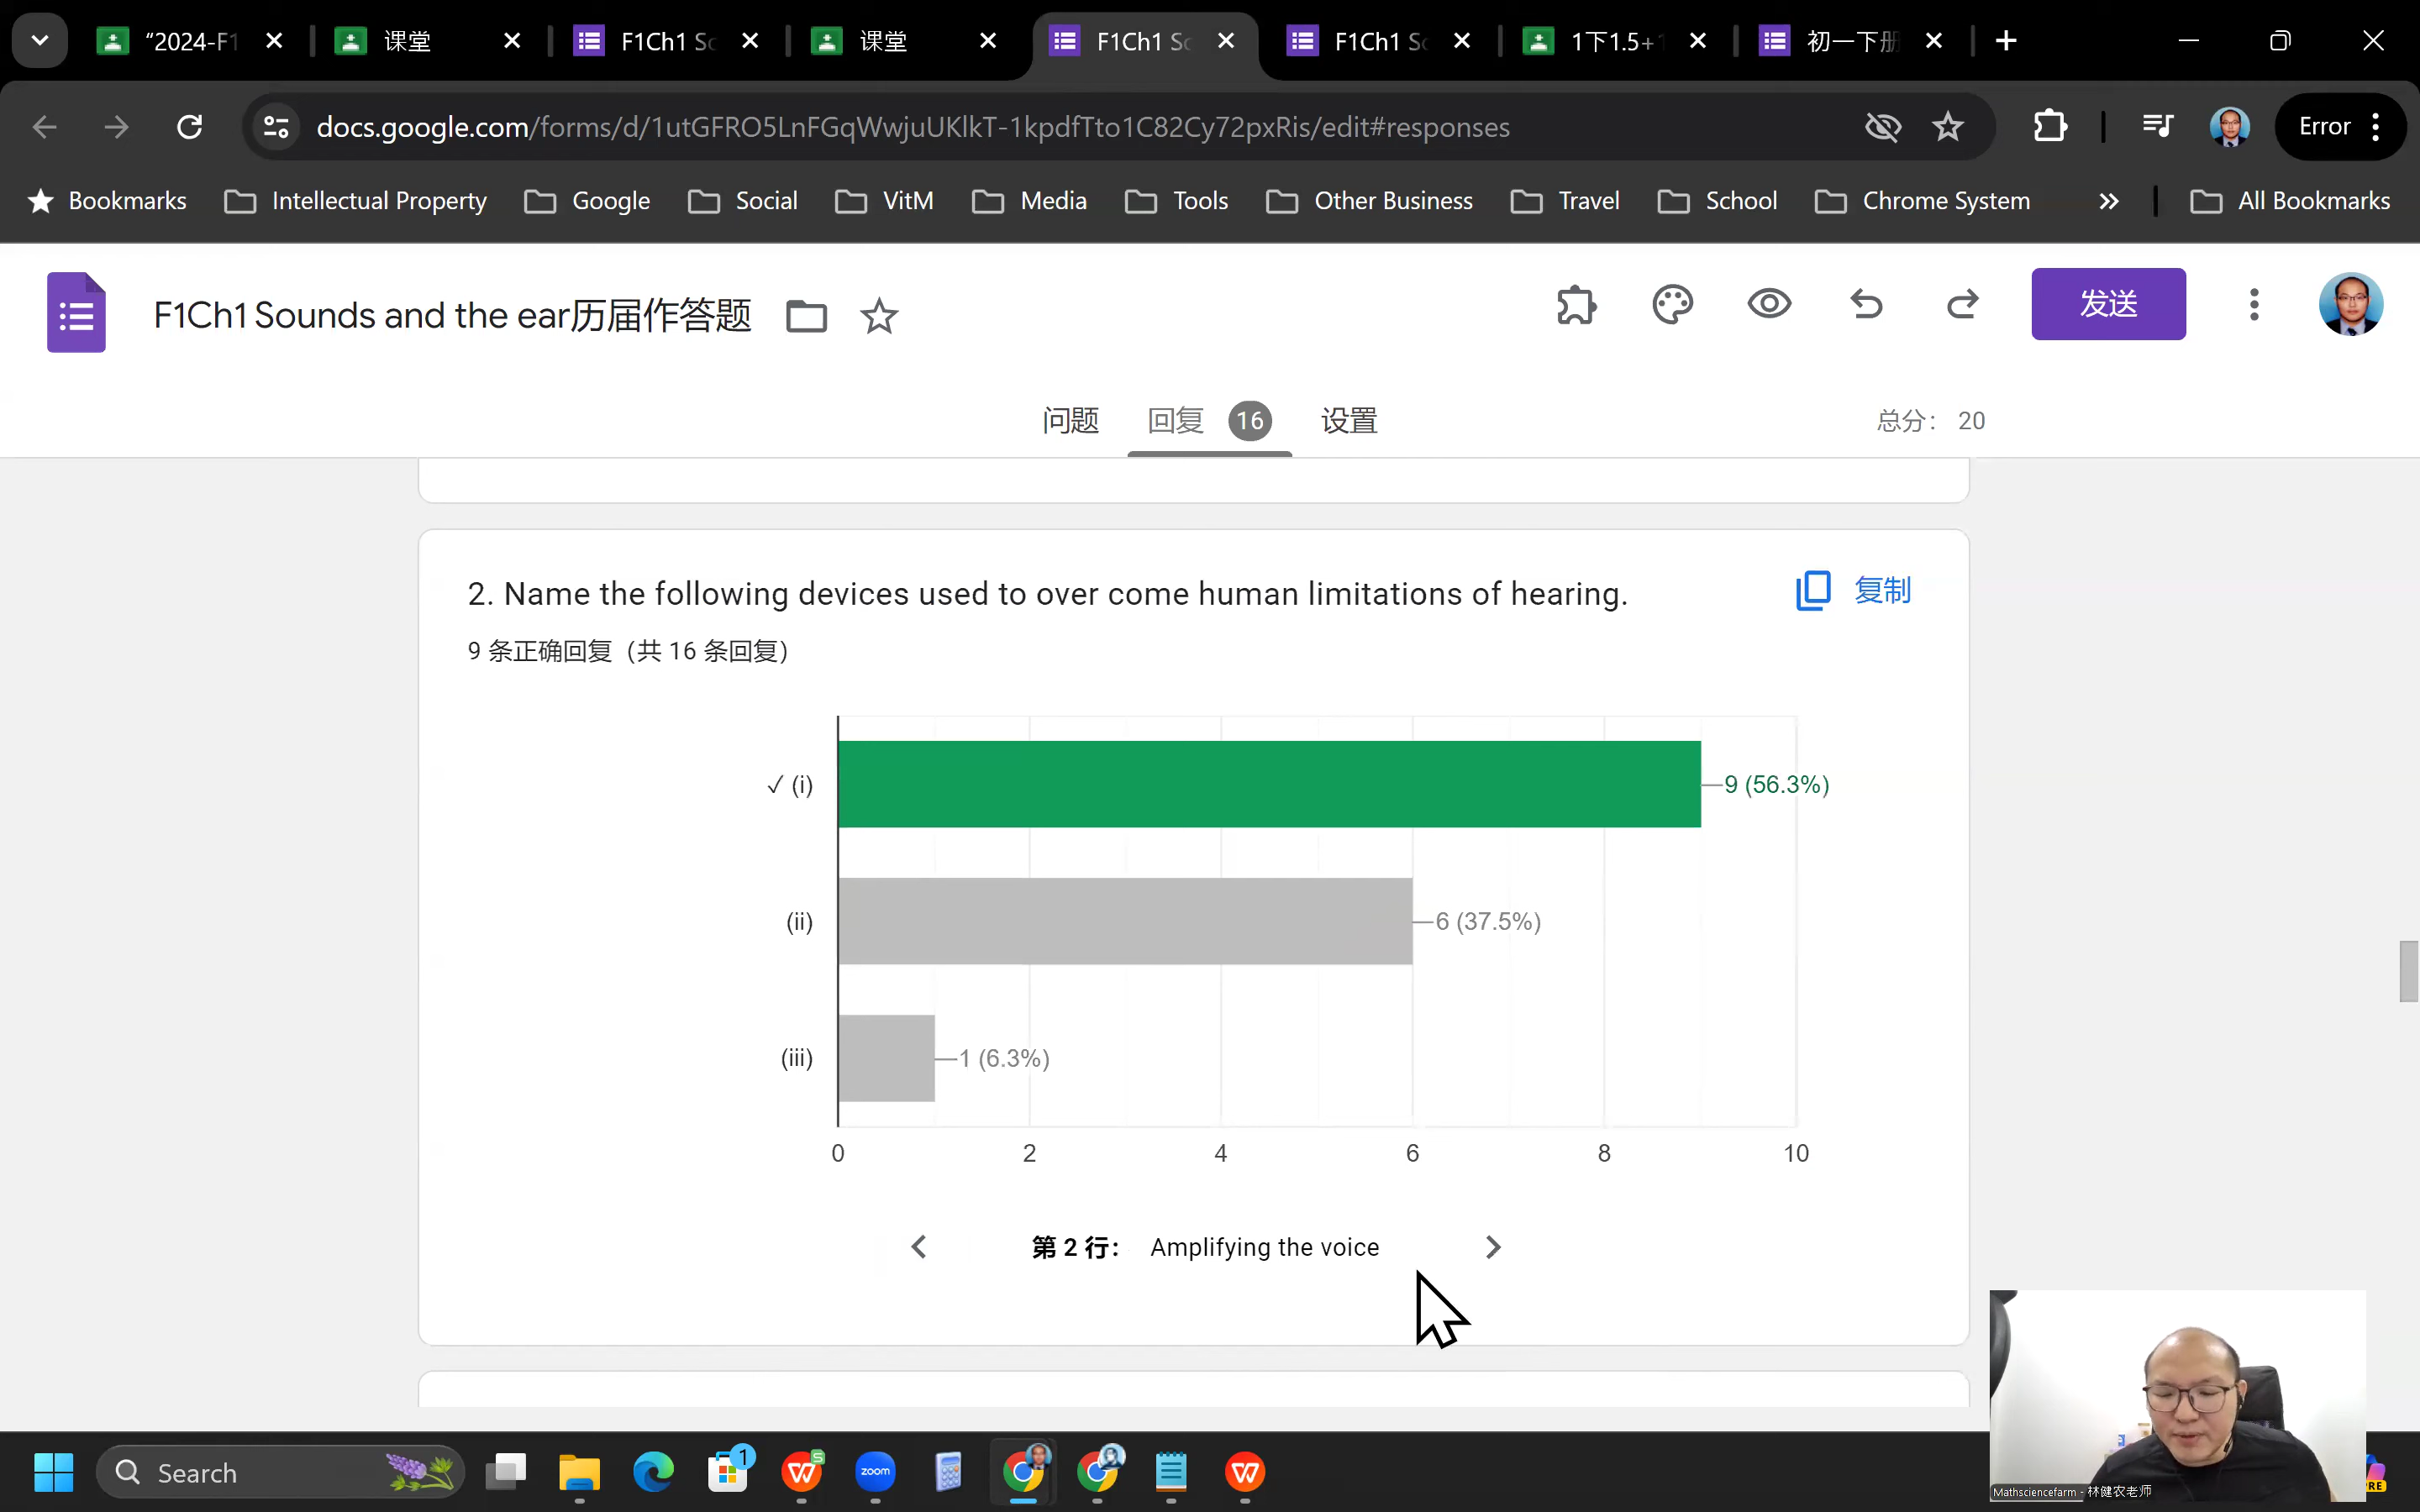 “2024-F1
课堂
F1Ch1 Sc
课堂
F1Ch1 Sc
F1Ch1 Sc
1下1.5+1
初一下册
docs.google.com/forms/d/1utGFRO5LnFGqWwjuUKlkT-1kpdfTto1C82Cy72pxRis/edit#responses
Error
Bookmarks
Intellectual Property
Google
Social
VitM
Media
Tools
Other Business
Travel
School
Chrome System
All Bookmarks
F1Ch1 Sounds and the ear历届作答题
发送
问题
回复
16
设置
总分： 20
2. Name the following devices used to over come human limitations of hearing.
复制
9 条正确回复（共 16 条回复）
✓ (i)
9 (56.3%)
(ii)
6 (37.5%)
(iii)
1 (6.3%)
0
2
4
6
8
10
第 2 行： Amplifying the voice
Mathsciencefarm - 林健农老师
Search
1
S
zoom
PRE